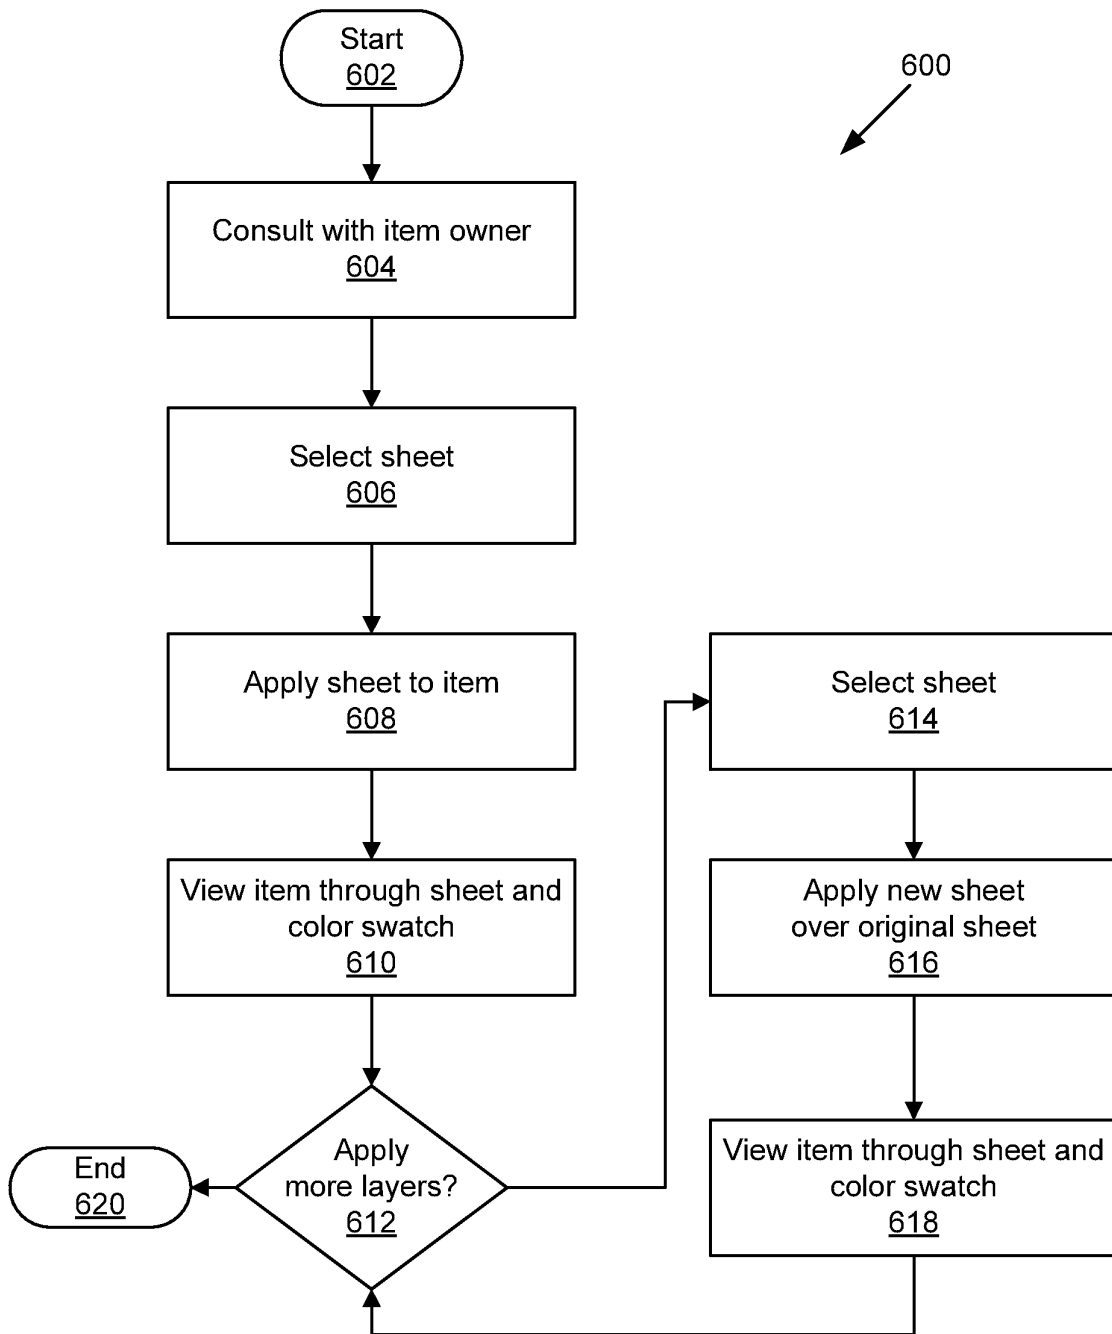 Start
602
600
Consult with item owner
604
Select sheet
606
Apply sheet to item
608
View item through sheet and
color swatch
610
Apply
more layers?
612
Select sheet
614
Apply new sheet
over original sheet
616
View item through sheet and
color swatch
618
End
620